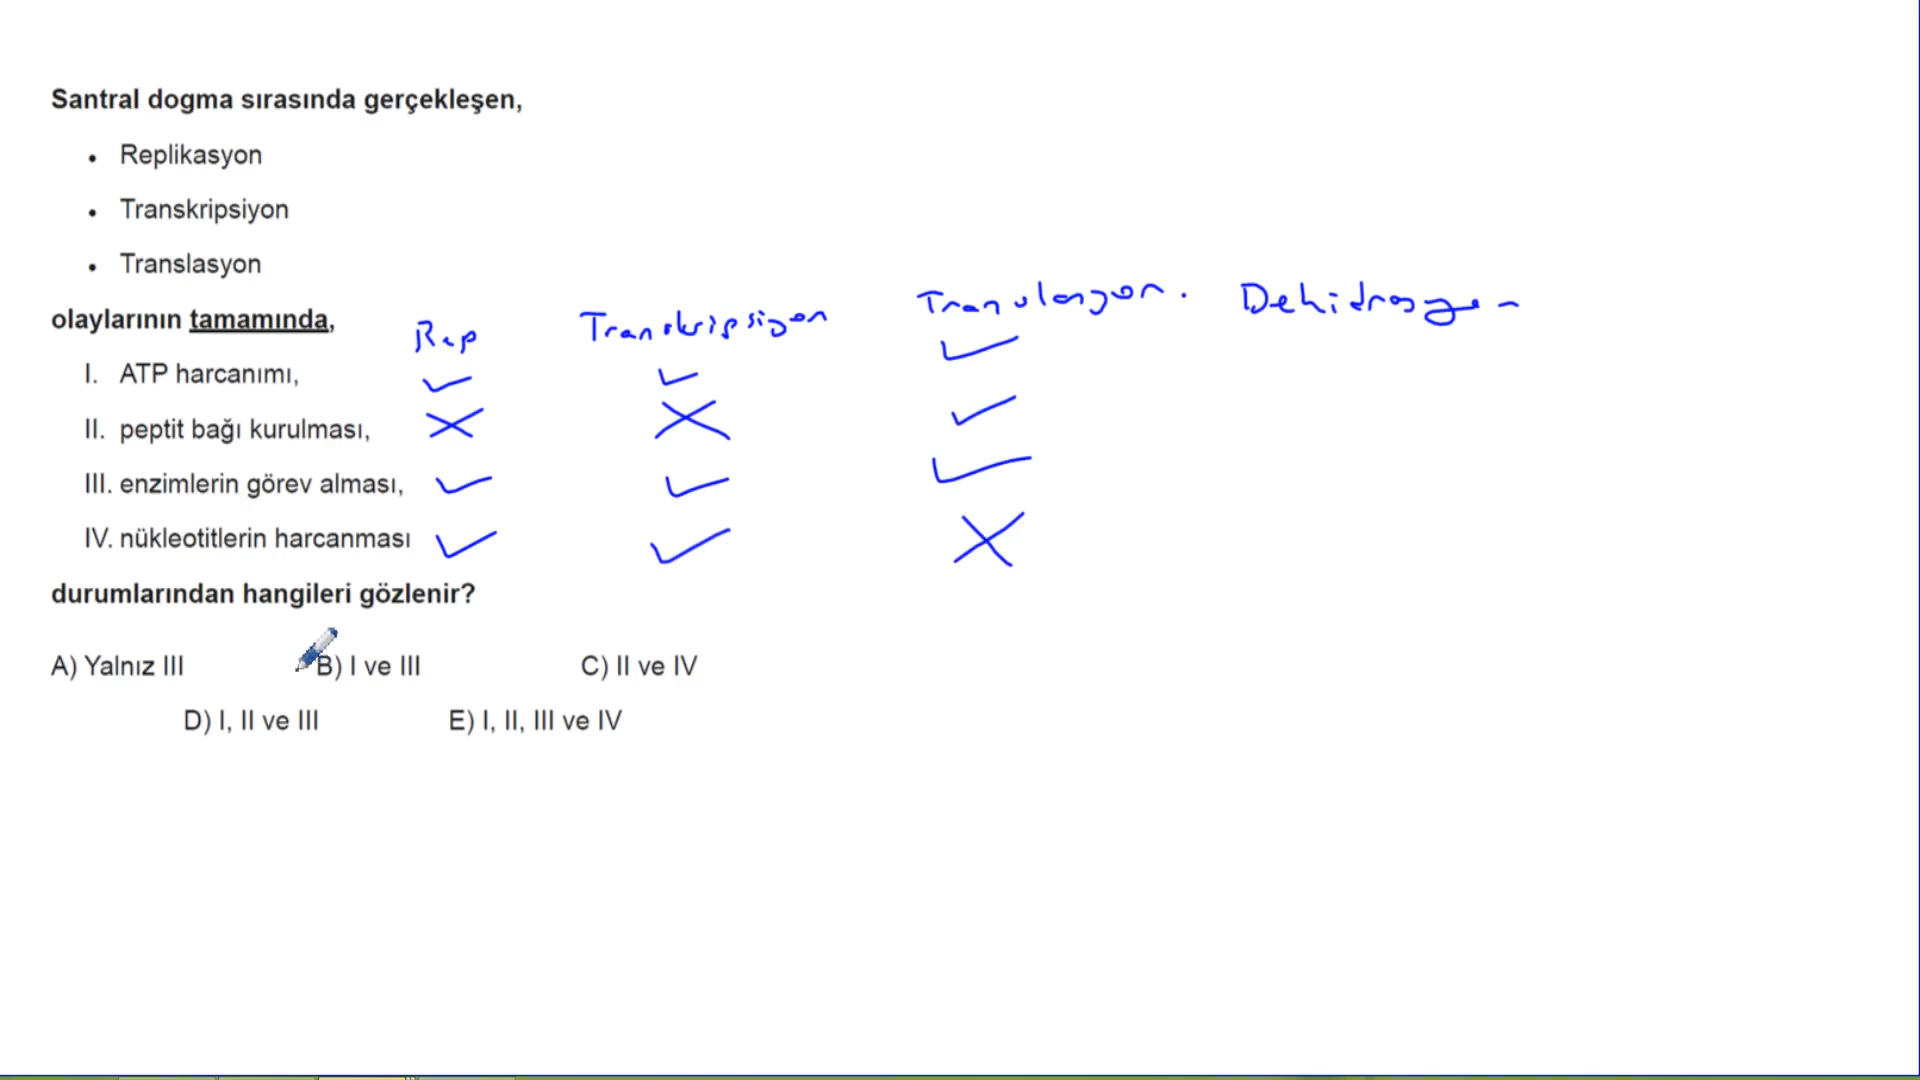 Santral dogma sırasında gerçekleşen,
• Replikasyon
• Transkripsiyon
• Translasyon
olaylarının tamamında,
Rep Transkripsiyon Translasyon. Dehidrasyon
I. ATP harcanımı,
II. peptit bağı kurulması,
III. enzimlerin görev alması,
IV. nükleotitlerin harcanması
durumlarından hangileri gözlenir?
A) Yalnız III B) I ve III C) II ve IV
D) I, II ve III E) I, II, III ve IV